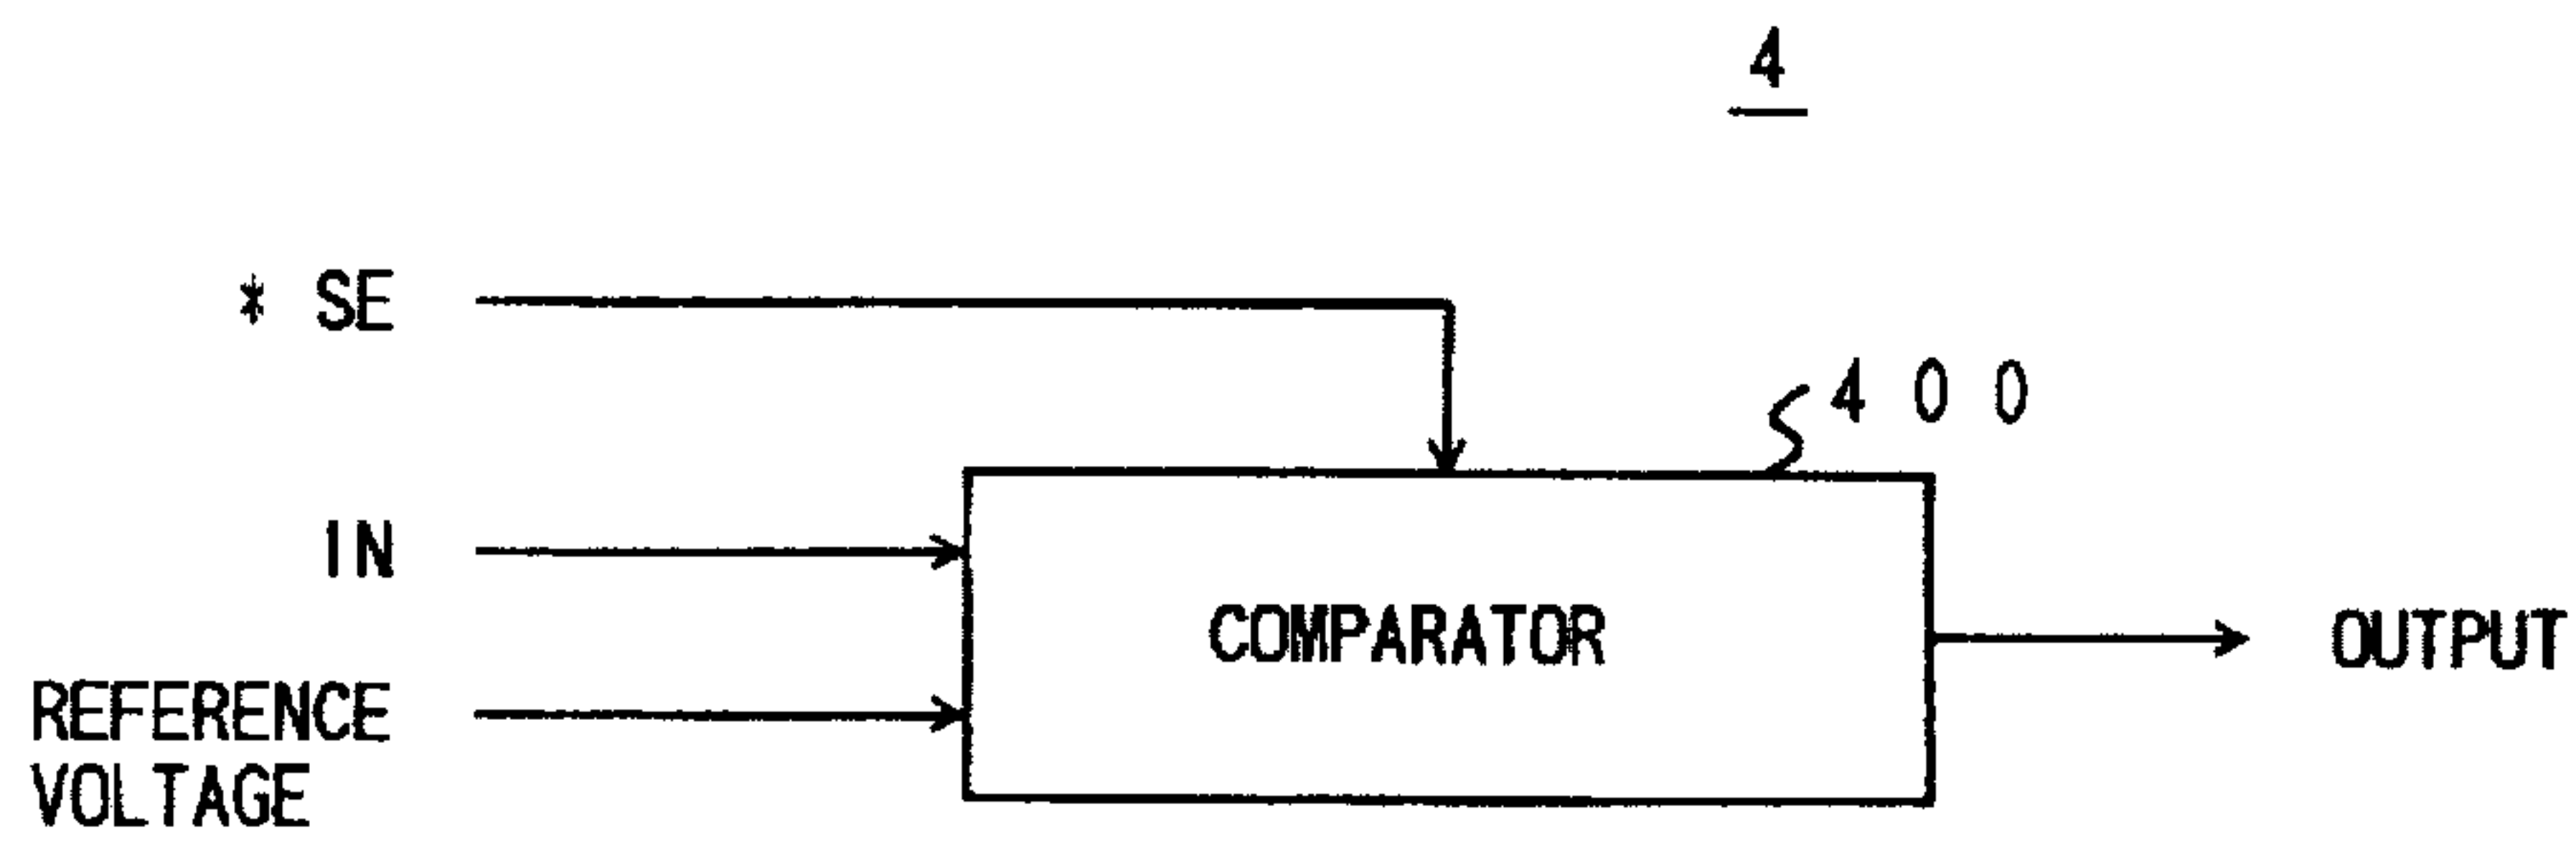 4
* SE
400
IN
COMPARATOR
OUTPUT
REFERENCE
VOLTAGE